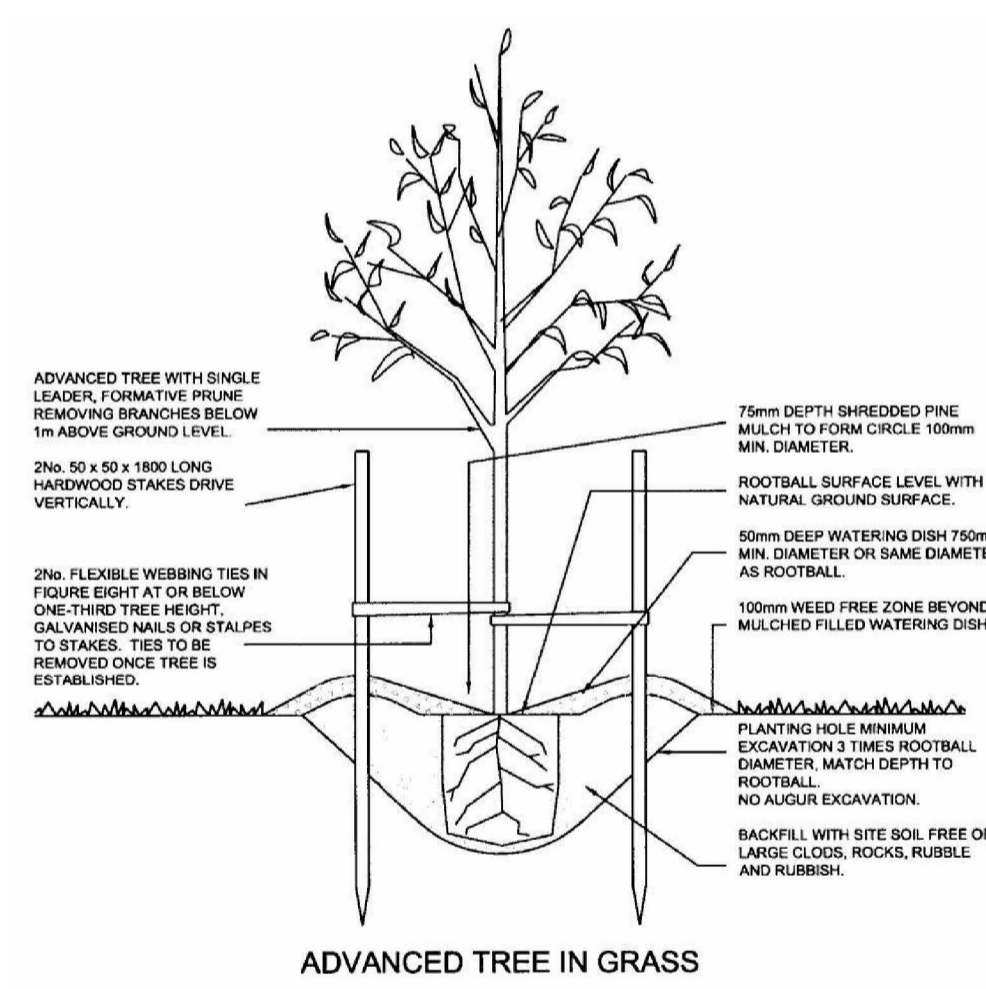 ADVANCED TREE WITH SINGLE
LEADER, FORMATIVE PRUNE
REMOVING BRANCHES BELOW
1m ABOVE GROUND LEVEL.
2No. 50 x 50 x 1800 LONG
HARDWOOD STAKES DRIVE
VERTICALLY.
2No. FLEXIBLE WEBBING TIES IN
FIQURE EIGHT AT OR BELOW
ONE-THIRD TREE HEIGHT,
GALVANISED NAILS OR STALPES
TO STAKES. TIES TO BE
REMOVED ONCE TREE IS
ESTABLISHED.
75mm DEPTH SHREDDED PINE
MULCH TO FORM CIRCLE 100mm
MIN. DIAMETER.
ROOTBALL SURFACE LEVEL WITH
NATURAL GROUND SURFACE.
50mm DEEP WATERING DISH 750m
MIN. DIAMETER OR SAME DIAMETE
AS ROOTBALL.
100mm WEED FREE ZONE BEYOND
MULCHED FILLED WATERING DISH
PLANTING HOLE MINIMUM
EXCAVATION 3 TIMES ROOTBALL
DIAMETER, MATCH DEPTH TO
ROOTBALL.
NO AUGUR EXCAVATION.
BACKFILL WITH SITE SOIL FREE O
LARGE CLODS, ROCKS, RUBBLE
AND RUBBISH.
ADVANCED TREE IN GRASS